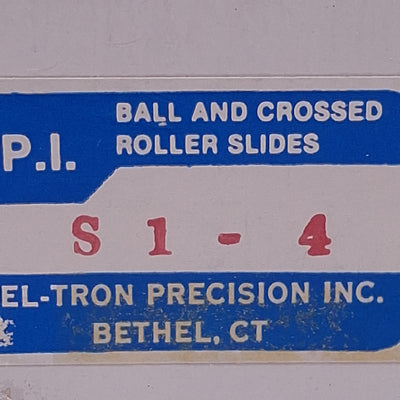 BALL AND CROSSED
P.I. ROLLER SLIDES
S 1 - 4
EL-TRON PRECISION INC.
BETHEL, CT